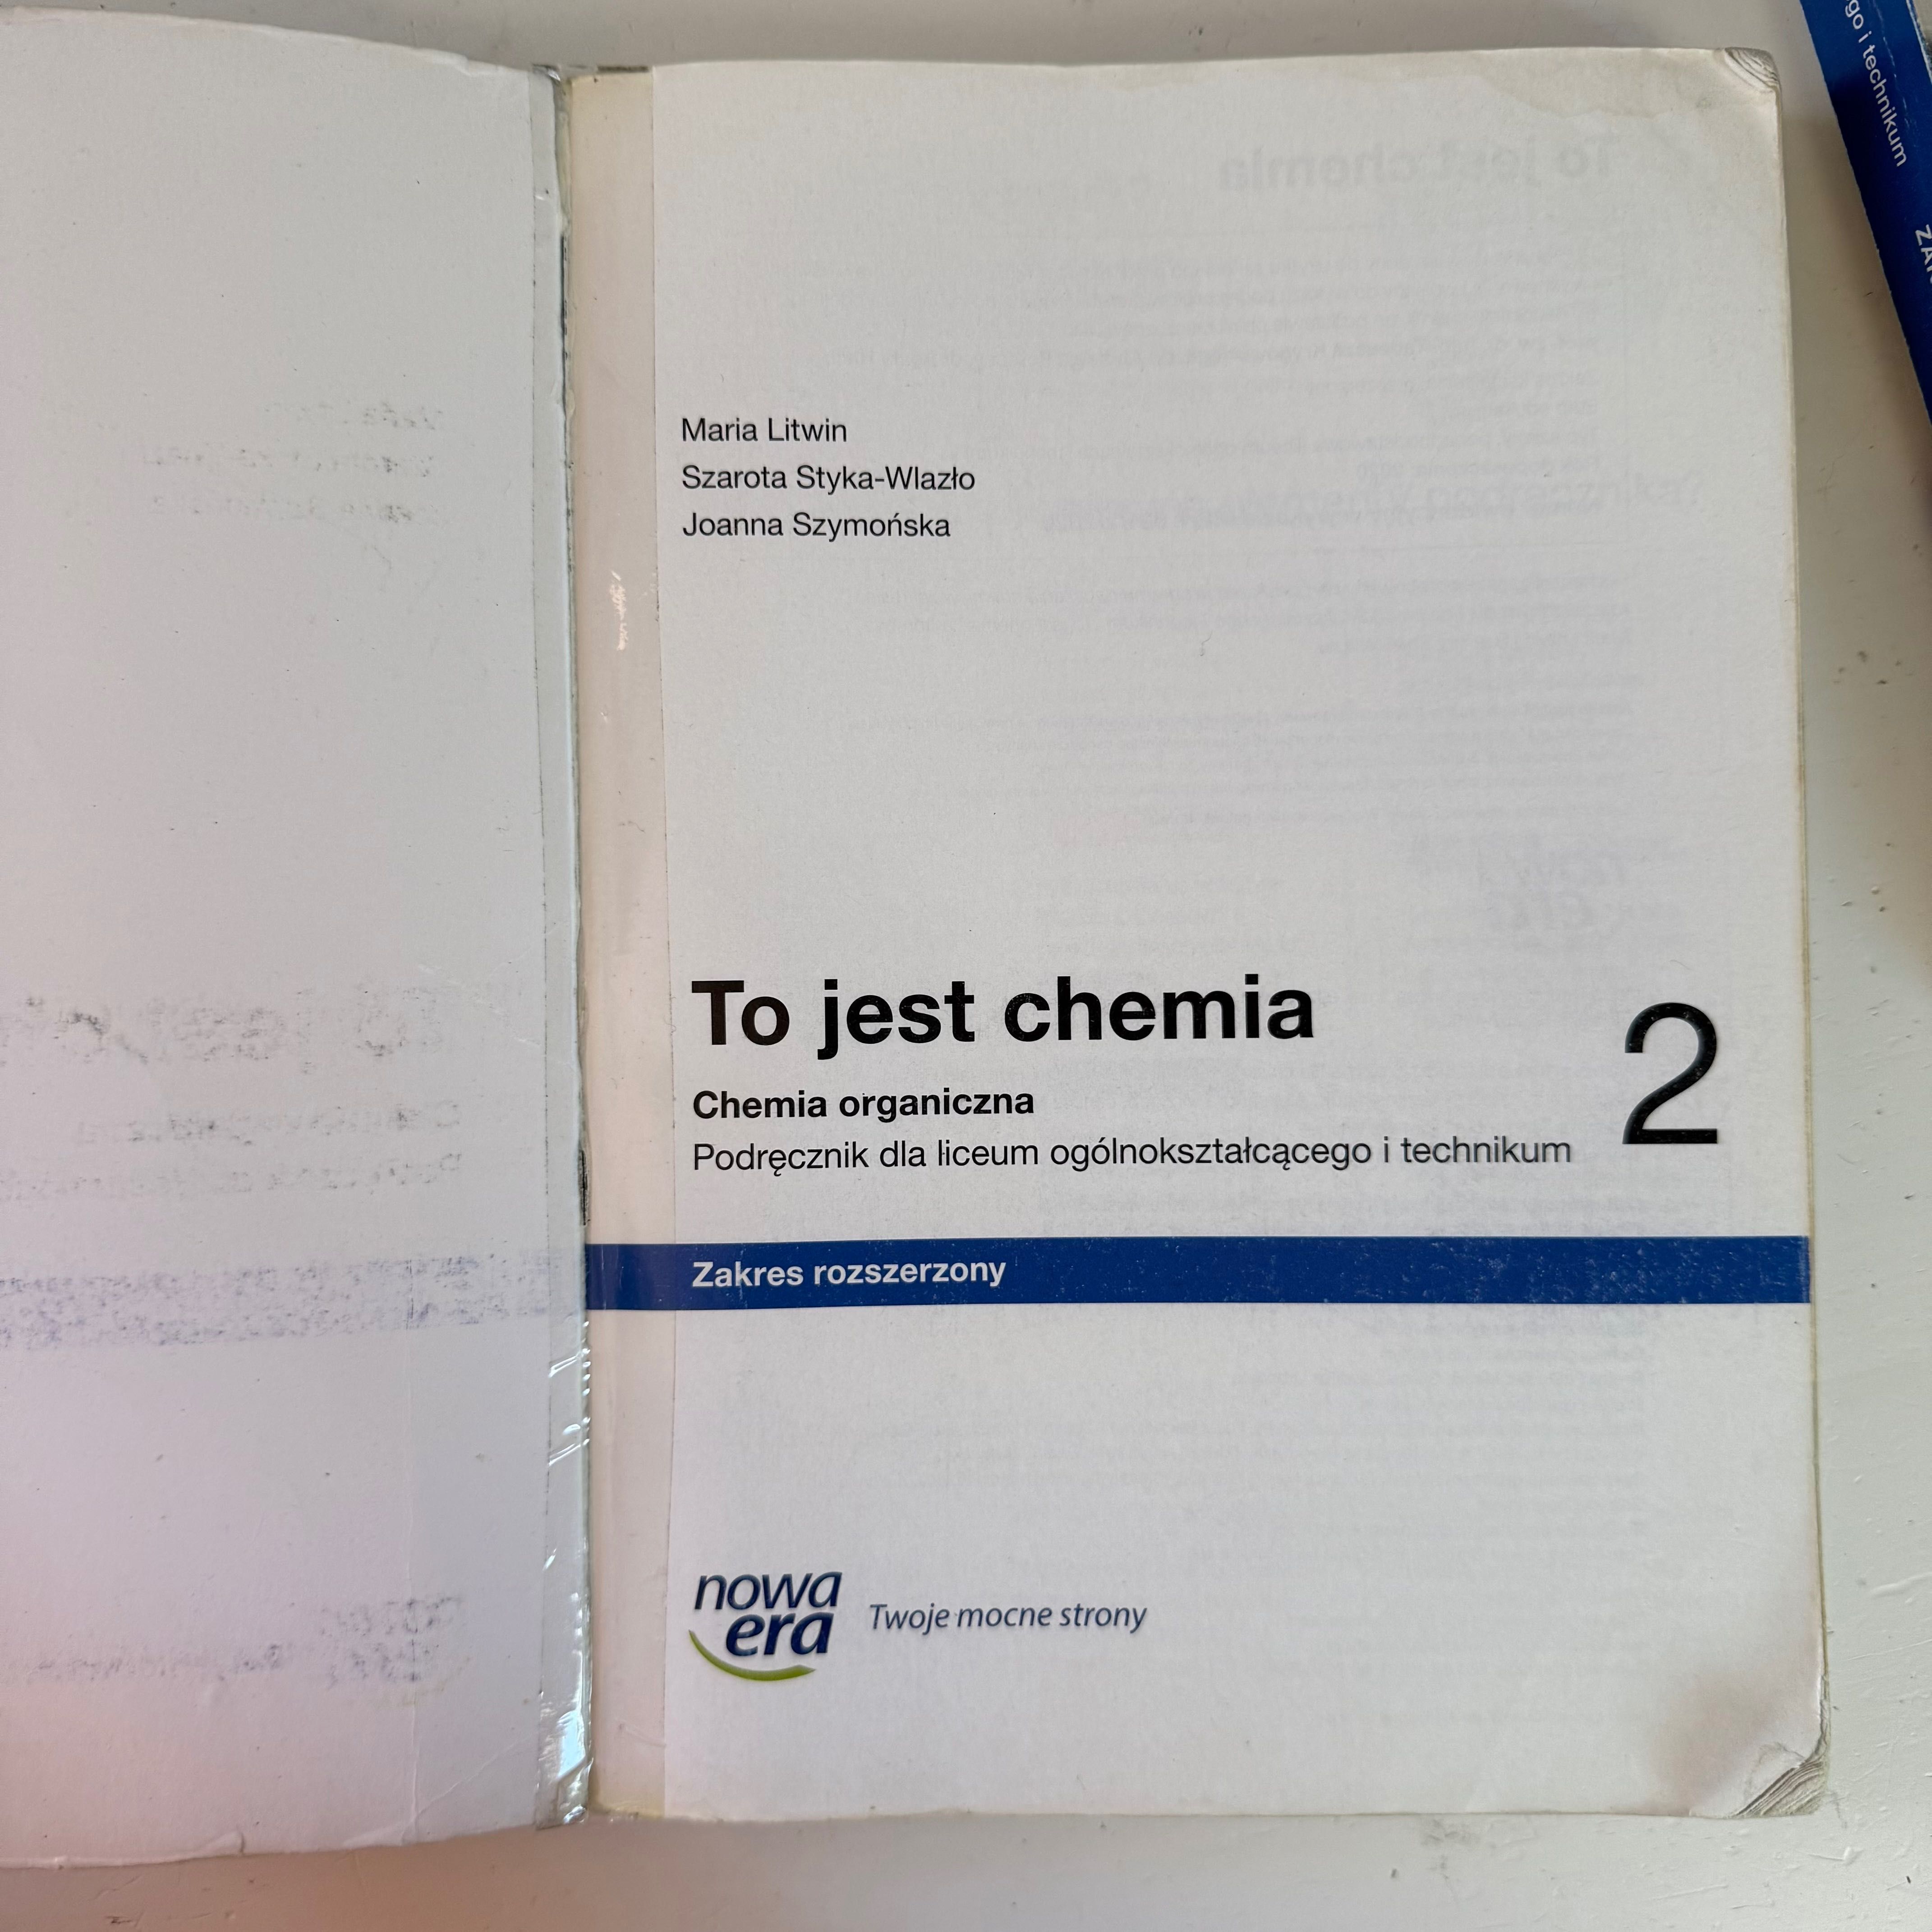 Maria Litwin
Szarota Styka-Wlazło
Joanna Szymońska
To jest chemia 2
Chemia organiczna
Podręcznik dla liceum ogólnokształcącego i technikum
Zakres rozszerzony
nowa
era
Twoje mocne strony
i technikum